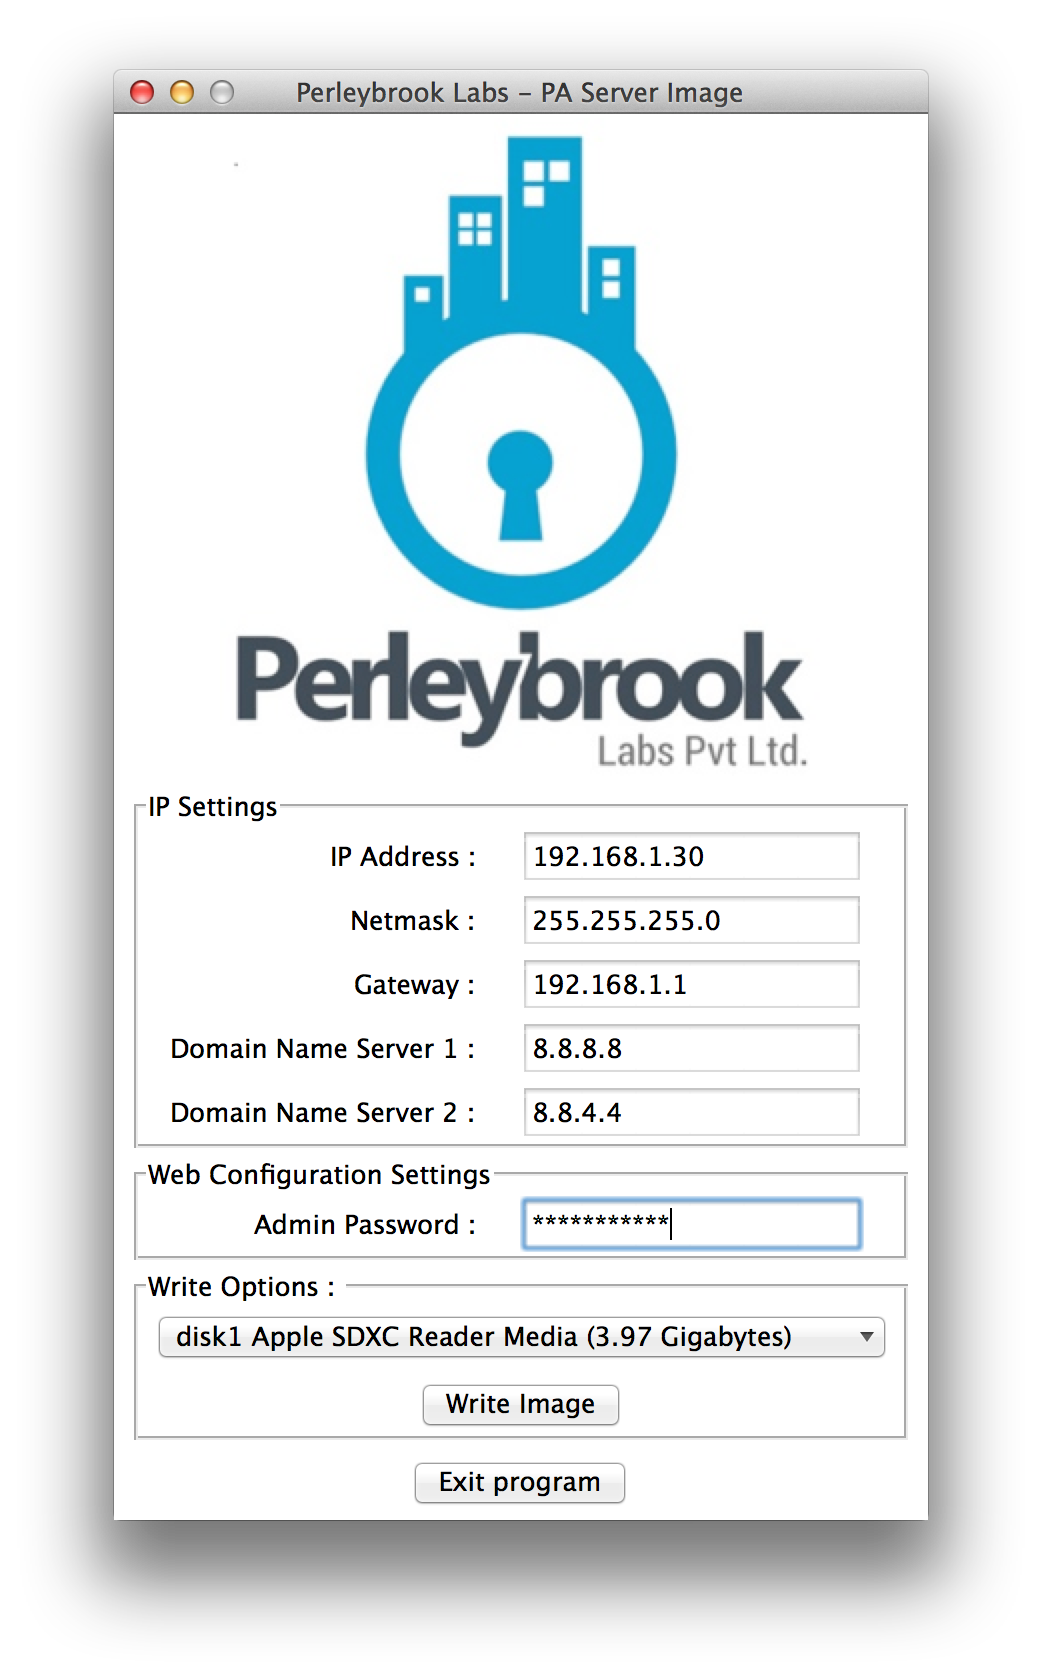 Perleybrook Labs – PA Server Image
Perleybrook
Labs Pvt Ltd.
IP Settings
IP Address : 192.168.1.30
Netmask : 255.255.255.0
Gateway : 192.168.1.1
Domain Name Server 1 : 8.8.8.8
Domain Name Server 2 : 8.8.4.4
Web Configuration Settings
Admin Password : ***********
Write Options :
disk1 Apple SDXC Reader Media (3.97 Gigabytes)
Write Image
Exit program